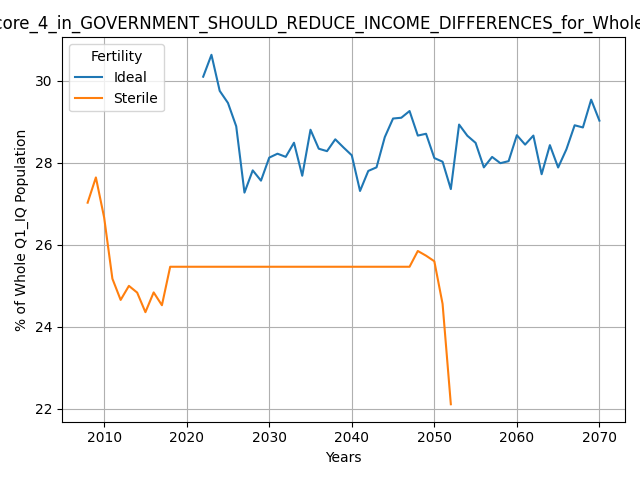 core_4_in_GOVERNMENT_SHOULD_REDUCE_INCOME_DIFFERENCES_for_Whole
Fertility
Ideal
Sterile
30
28
26
24
22
% of Whole Q1_IQ Population
2010 2020 2030 2040 2050 2060 2070
Years